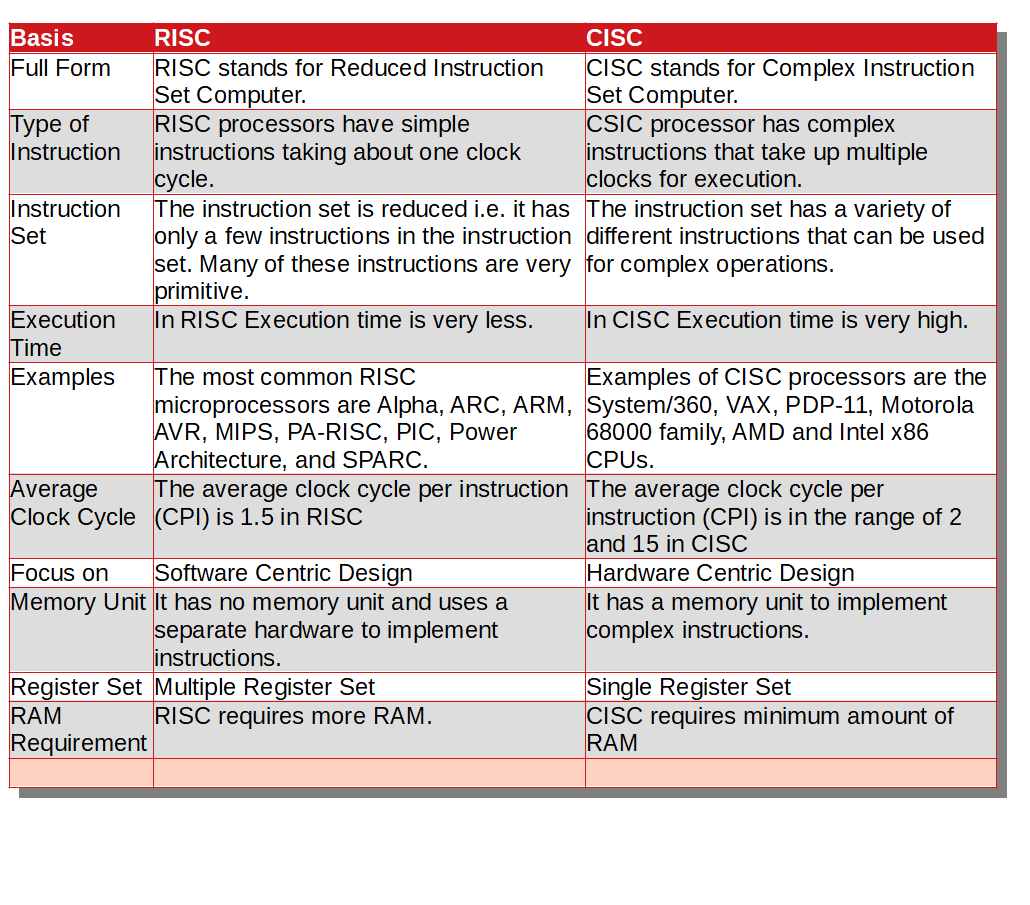 Basis RISC CISC
Full Form RISC stands for Reduced Instruction CISC stands for Complex Instruction
Set Computer. Set Computer.
Type of RISC processors have simple CSIC processor has complex
Instruction instructions taking about one clock instructions that take up multiple
cycle. clocks for execution.
Instruction The instruction set is reduced i.e. it has The instruction set has a variety of
Set only a few instructions in the instruction different instructions that can be used
set. Many of these instructions are very for complex operations.
primitive.
Execution In RISC Execution time is very less. In CISC Execution time is very high.
Time
Examples The most common RISC Examples of CISC processors are the
microprocessors are Alpha, ARC, ARM, System/360, VAX, PDP-11, Motorola
AVR, MIPS, PA-RISC, PIC, Power 68000 family, AMD and Intel x86
Architecture, and SPARC. CPUs.
Average The average clock cycle per instruction The average clock cycle per
Clock Cycle (CPI) is 1.5 in RISC instruction (CPI) is in the range of 2
and 15 in CISC
Focus on Software Centric Design Hardware Centric Design
Memory Unit It has no memory unit and uses a It has a memory unit to implement
separate hardware to implement complex instructions.
instructions.
Register Set Multiple Register Set Single Register Set
RAM RISC requires more RAM. CISC requires minimum amount of
Requirement RAM